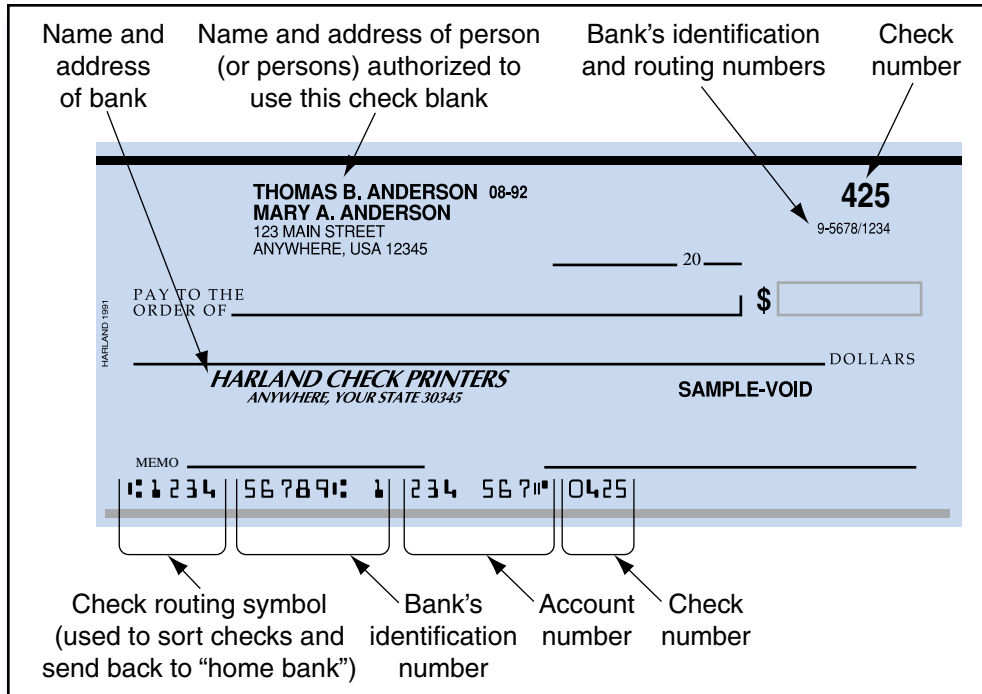 Name and address of bank
Name and address of person (or persons) authorized to use this check blank
Bank’s identification and routing numbers
Check number
THOMAS B. ANDERSON 08-92
MARY A. ANDERSON
123 MAIN STREET
ANYWHERE, USA 12345
425
9-5678/1234
20
HARLAND 1991
PAY TO THE
ORDER OF
$
DOLLARS
HARLAND CHECK PRINTERS
ANYWHERE, YOUR STATE 30345
SAMPLE-VOID
MEMO
⑆1234 56789⑆ 1 234 567⑈ 0425
Check routing symbol (used to sort checks and send back to “home bank”)
Bank’s identification number
Account number
Check number